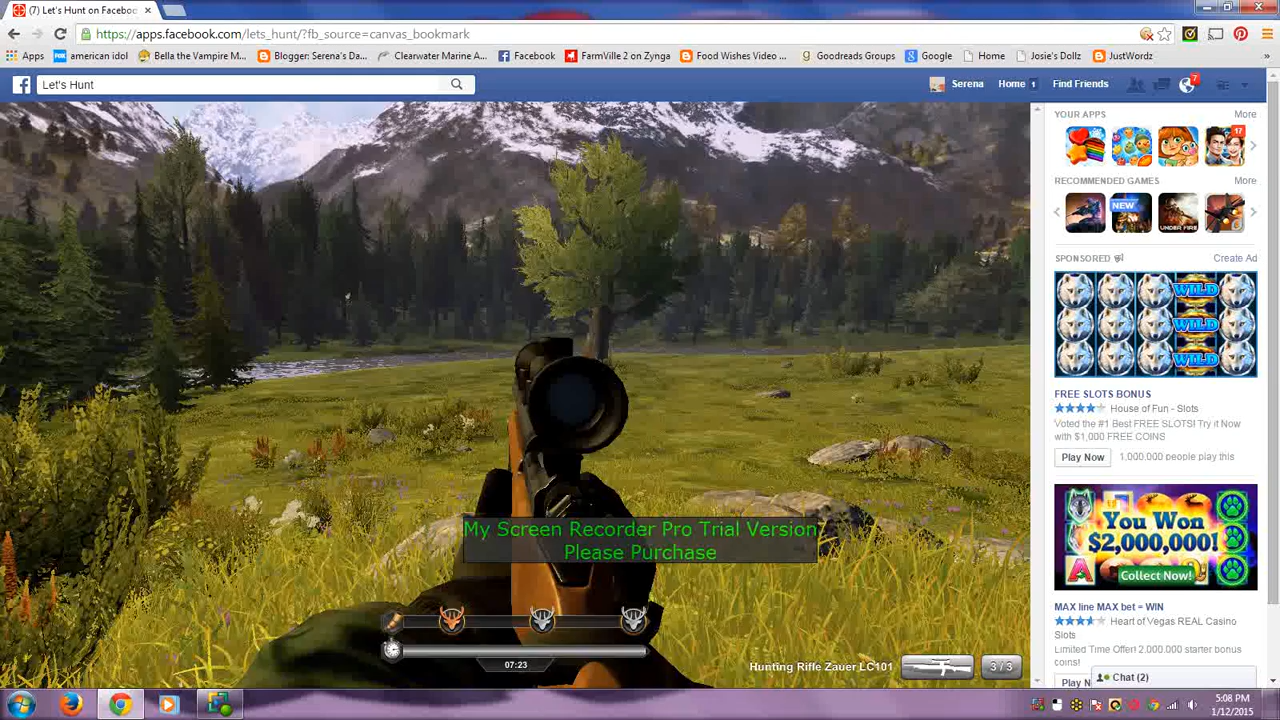 (7) Let's Hunt on Faceboo
https://apps.facebook.com/lets_hunt/?fb_source=canvas_bookmark
Apps american idol Bella the Vampire M... Blogger: Serena's Da... Clearwater Marine A... Facebook FarmVille 2 on Zynga Food Wishes Video ... Goodreads Groups Google Home Josie's Dollz JustWordz »
Let's Hunt
Serena Home 1 Find Friends 7
YOUR APPS More
17
RECOMMENDED GAMES More
NEW
UNDER FIRE
SPONSORED Create Ad
WILD
WILD
WILD
FREE SLOTS BONUS
House of Fun - Slots
Voted the #1 Best FREE SLOTS! Try it Now
with $1,000 FREE COINS
Play Now 1,000,000 people play this
You Won
$2,000,000!
Collect Now!
A
MAX line MAX bet = WIN
Heart of Vegas REAL Casino
Slots
Limited Time Offer! 2,000,000 starter bonus
coins!
Play N
Chat (2)
My Screen Recorder Pro Trial Version
Please Purchase
07:23
Hunting Rifle Zauer LC101
3 / 3
5:08 PM
1/12/2015